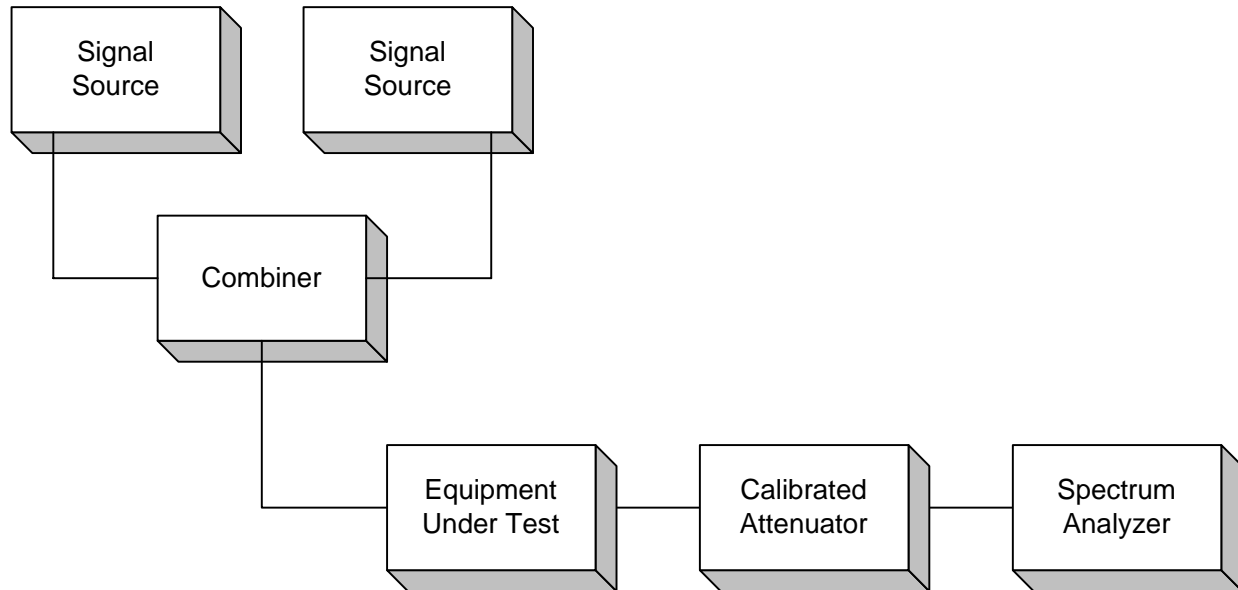 Signal
Source
Signal
Source
Combiner
Equipment
Under Test
Calibrated
Attenuator
Spectrum
Analyzer